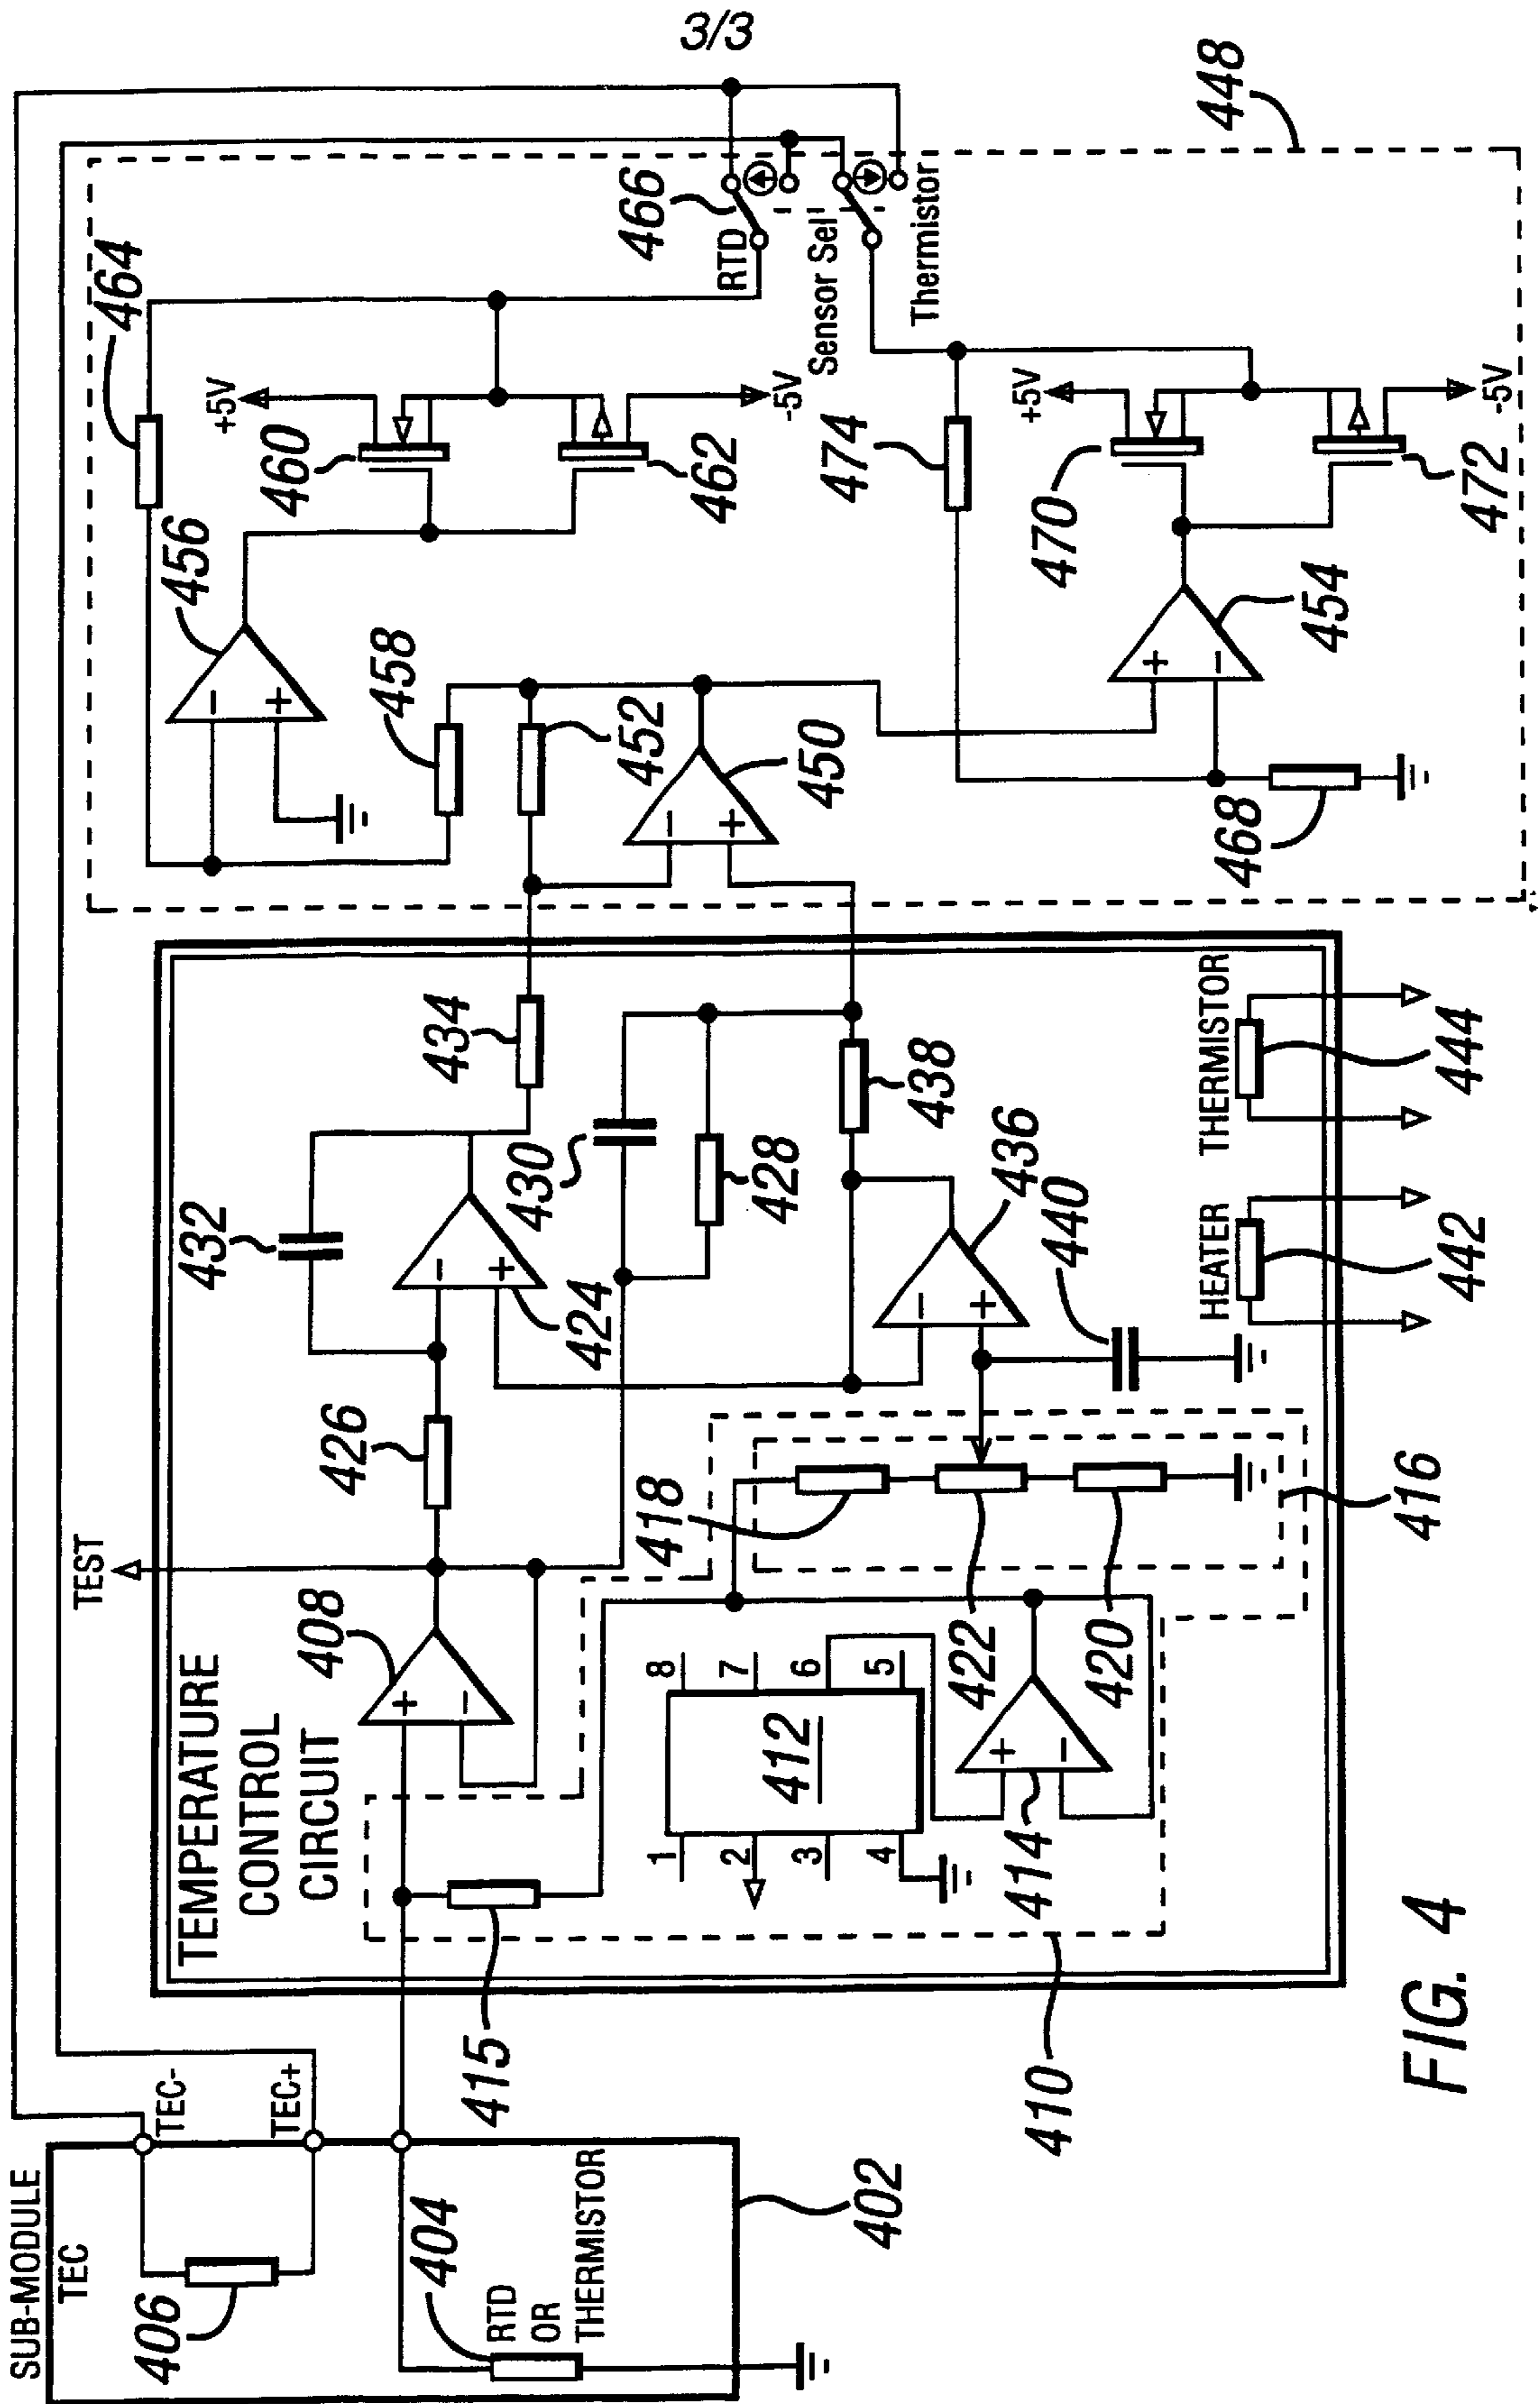 3/3
SUB-MODULE
TEC
406
TEC-
TEC+
404
RTD
OR
THERMISTOR
402
TEMPERATURE
CONTROL
CIRCUIT
TEST
415
410
408
+
-
1
2
3
4
412
8
7
6
5
414
+
-
418
422
420
416
426
432
-
+
424
430
428
434
438
-
+
436
440
HEATER
442
THERMISTOR
444
448
456
-
+
458
452
-
+
450
464
+5V
460
462
-5V
466
RTD
Sensor Sel
Thermistor
474
+
-
454
468
+5V
470
472
-5V
FIG. 4